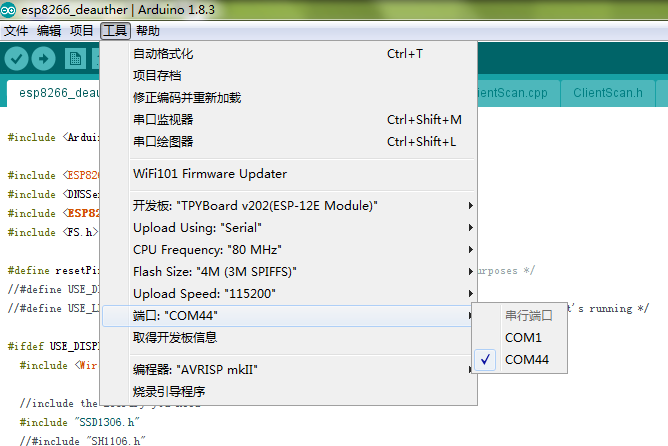 esp8266_deauther | Arduino 1.8.3
文件 编辑 项目 工具 帮助
自动格式化 Ctrl+T
项目存档
修正编码并重新加载
串口监视器 Ctrl+Shift+M
串口绘图器 Ctrl+Shift+L
WiFi101 Firmware Updater
开发板: "TPYBoard v202(ESP-12E Module)"
Upload Using: "Serial"
CPU Frequency: "80 MHz"
Flash Size: "4M (3M SPIFFS)"
Upload Speed: "115200"
端口: "COM44"
取得开发板信息
编程器: "AVRISP mkII"
烧录引导程序
串行端口
COM1
COM44
esp8266_deauth ientScan.cpp ClientScan.h
#include <Arduin
#include <ESP826
#include <DNSSe
#include <ESP82
#include <FS.h>
#define resetPi urposes */
//#define USE_D
//#define USE_L t's running */
#ifdef USE_DISP
#include <Wir
//include the
#include "SSD1306.h"
//#include "SH1106.h"